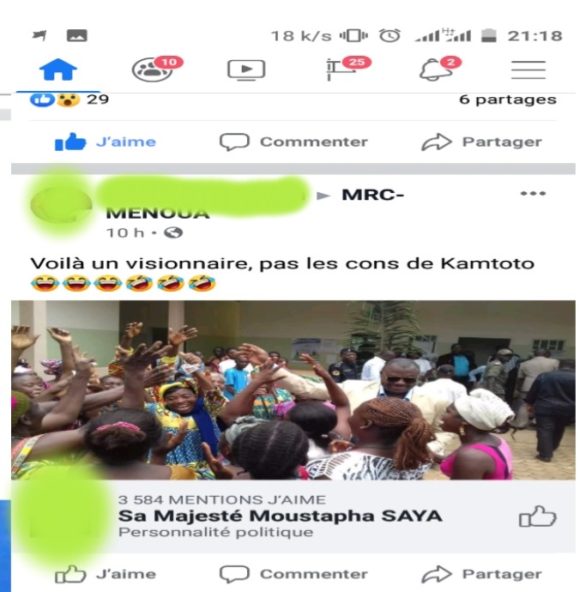 18 k/s 21:18
10 25 2
29 6 partages
J'aime Commenter Partager
MRC-
MENOUA
10 h
Voilà un visionnaire, pas les cons de Kamtoto
3 584 MENTIONS J'AIME
Sa Majesté Moustapha SAYA
Personnalité politique
J'aime Commenter Partager